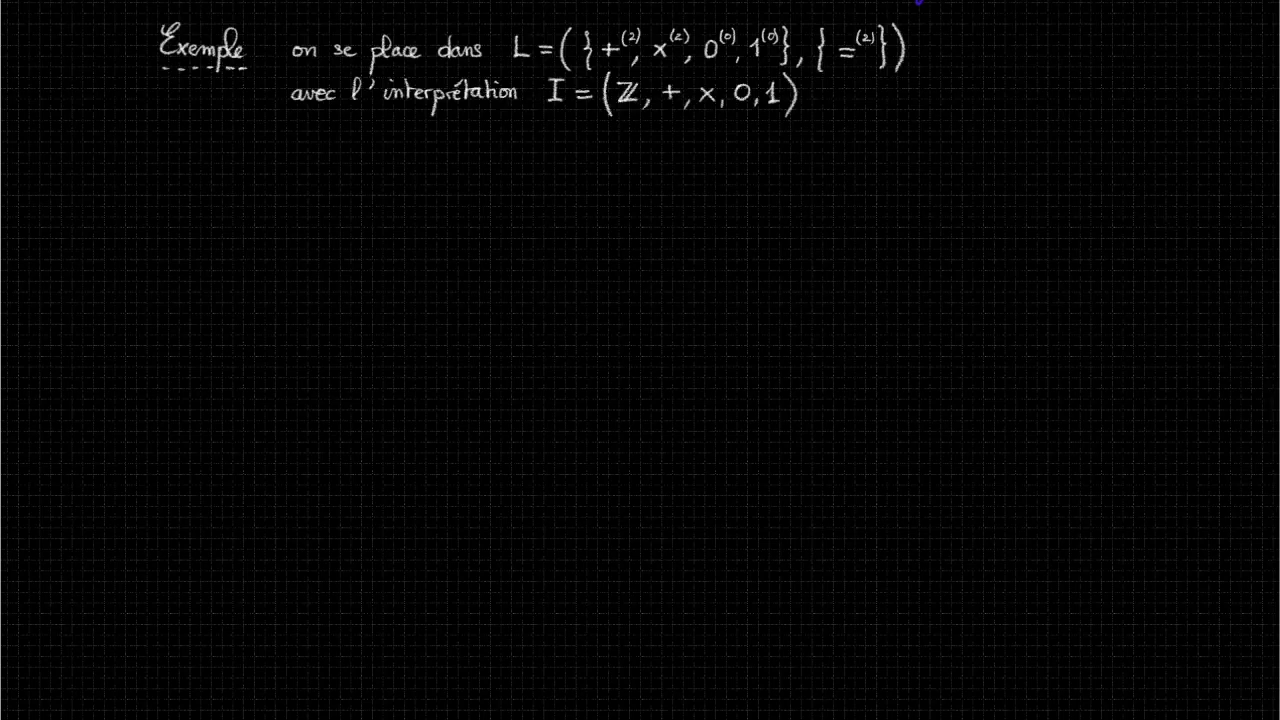 Exemple on se place dans L = ({+⁽²⁾, x⁽²⁾, 0⁽⁰⁾, 1⁽⁰⁾}, {=⁽²⁾})
avec l'interprétation I = (ℤ, +, x, 0, 1)